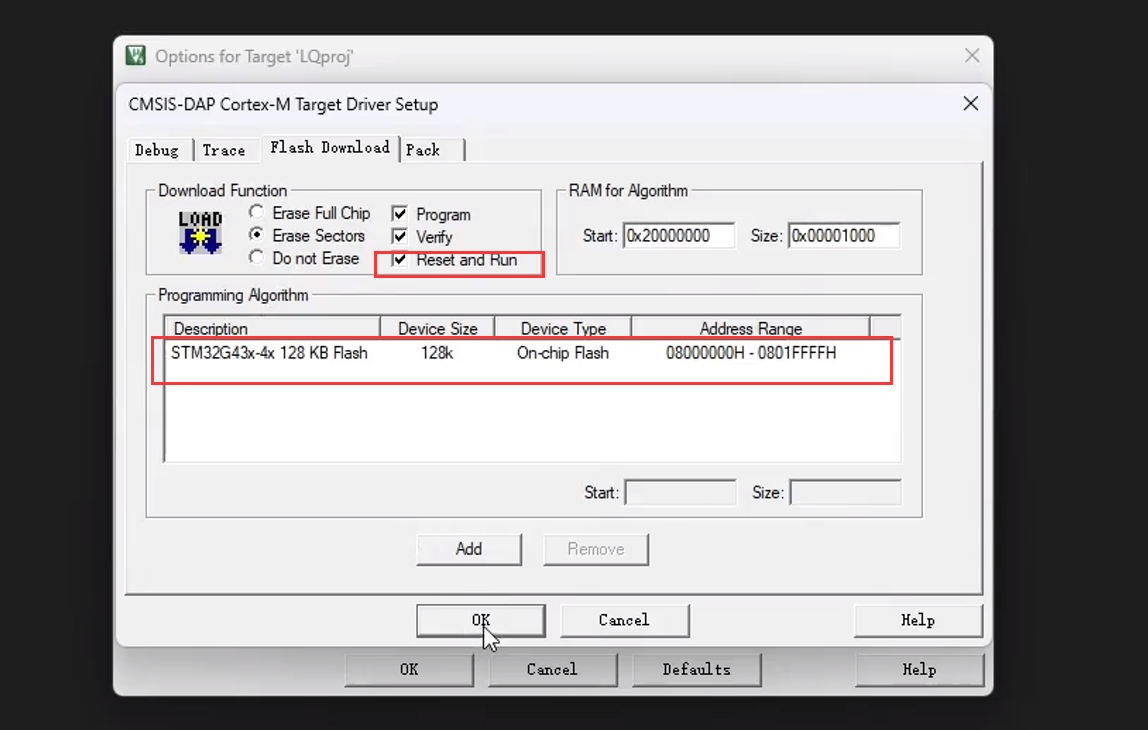 Options for Target 'LQproj'
CMSIS-DAP Cortex-M Target Driver Setup
Debug Trace Flash Download Pack
Download Function
LOAD
Erase Full Chip Program
Erase Sectors Verify
Do not Erase Reset and Run
RAM for Algorithm
Start: 0x20000000 Size: 0x00001000
Programming Algorithm
Description Device Size Device Type Address Range
STM32G43x-4x 128 KB Flash 128k On-chip Flash 08000000H - 0801FFFFH
Start: Size:
Add Remove
OK Cancel Help
OK Cancel Defaults Help